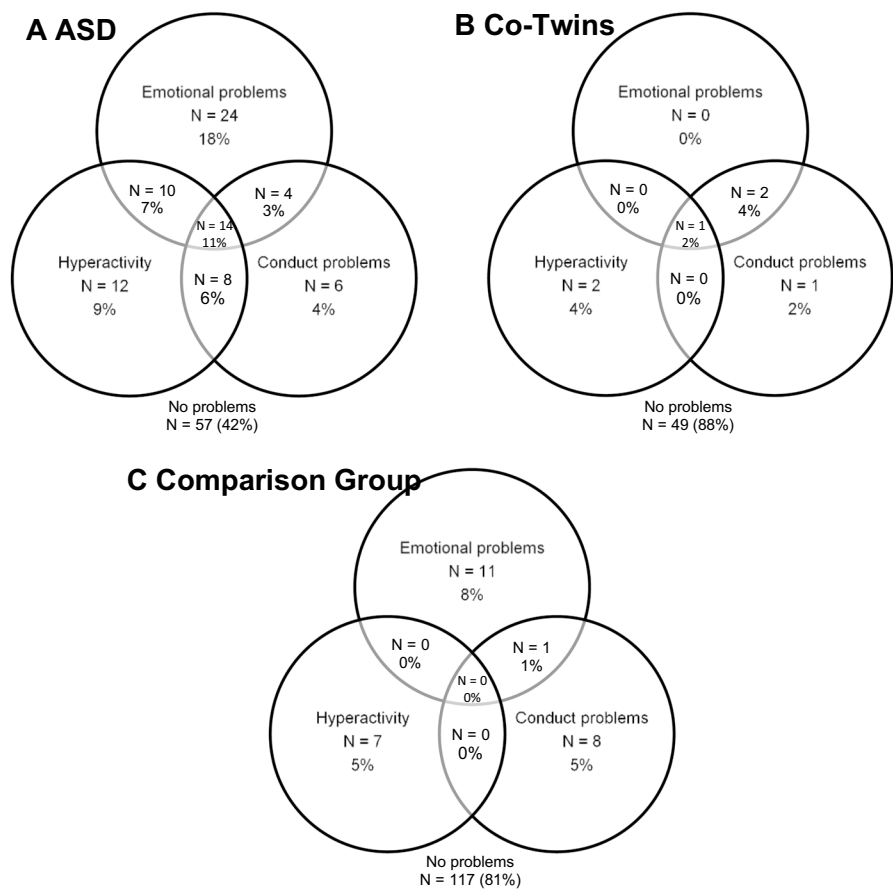 A ASD
Emotional problems
N = 24
18%
N = 10
7%
N = 4
3%
N = 14
11%
Hyperactivity
N = 12
9%
N = 8
6%
Conduct problems
N = 6
4%
No problems
N = 57 (42%)
B Co-Twins
Emotional problems
N = 0
0%
N = 0
0%
N = 2
4%
N = 1
2%
Hyperactivity
N = 2
4%
N = 0
0%
Conduct problems
N = 1
2%
No problems
N = 49 (88%)
C Comparison Group
Emotional problems
N = 11
8%
N = 0
0%
N = 1
1%
N = 0
0%
Hyperactivity
N = 7
5%
N = 0
0%
Conduct problems
N = 8
5%
No problems
N = 117 (81%)